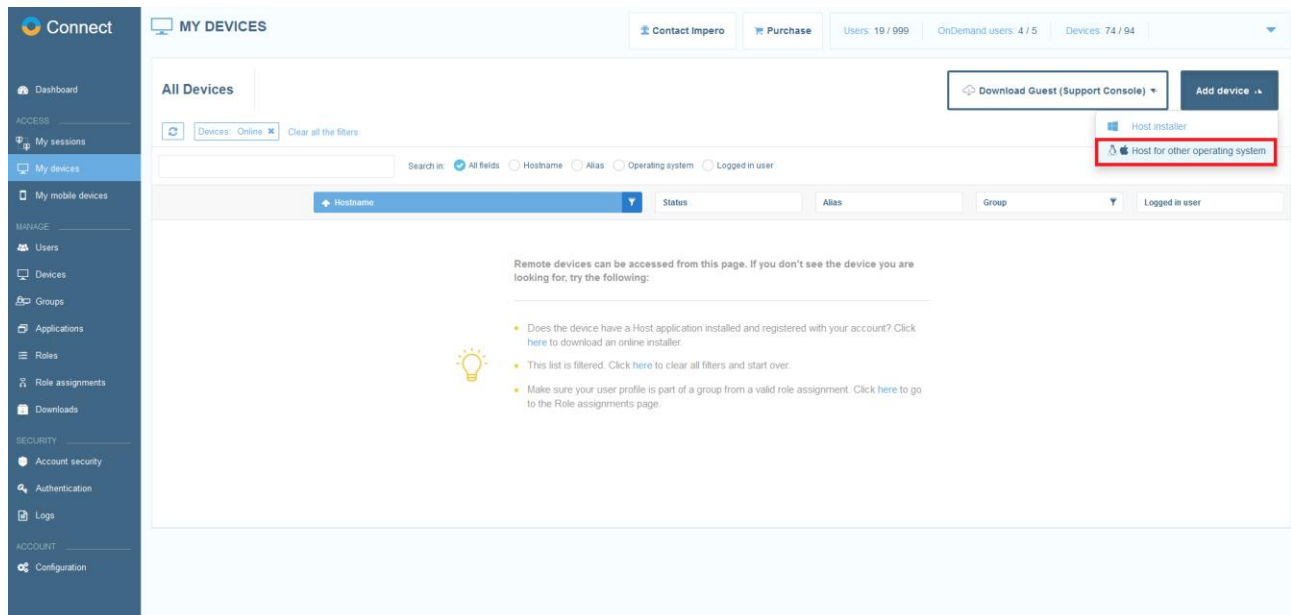 Connect
MY DEVICES
Contact Impero
Purchase
Users: 19 / 999
OnDemand users: 4 / 5
Devices: 74 / 94
Dashboard
ACCESS
My sessions
My devices
My mobile devices
MANAGE
Users
Devices
Groups
Applications
Roles
Role assignments
Downloads
SECURITY
Account security
Authentication
Logs
ACCOUNT
Configuration
All Devices
Download Guest (Support Console)
Add device
Host installer
Host for other operating system
Devices: Online
Clear all the filters
Search in: All fields Hostname Alias Operating system Logged in user
Hostname Status Alias Group Logged in user
Remote devices can be accessed from this page. If you don't see the device you are
looking for, try the following:
Does the device have a Host application installed and registered with your account? Click
here to download an online installer.
This list is filtered. Click here to clear all filters and start over.
Make sure your user profile is part of a group from a valid role assignment. Click here to go
to the Role assignments page.